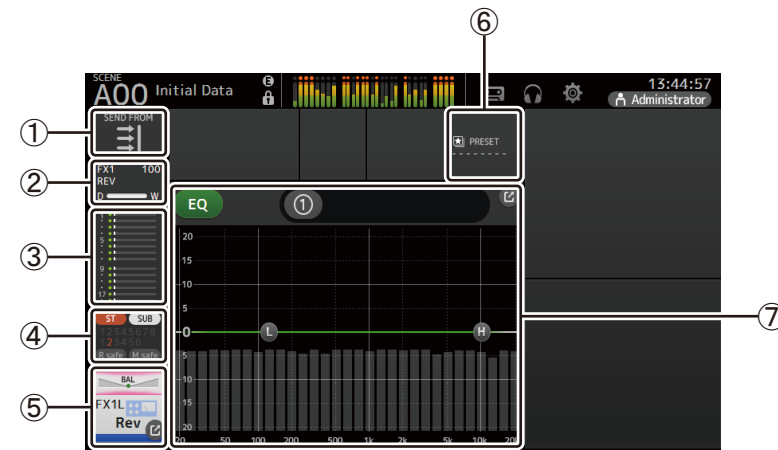 ⑥
SCENE
A00 Initial Data
E
13:44:57
Administrator
①
SEND FROM
PRESET
②
FX1 100
REV
D W
EQ
①
③
1
5
9
17
20
15
10
5
0
5
10
15
20
L
H
⑦
④
ST SUB
12345678
123456
R safe M safe
⑤
BAL
FX1L
Rev
20 50 100 200 500 1k 2k 5k 10k 20k